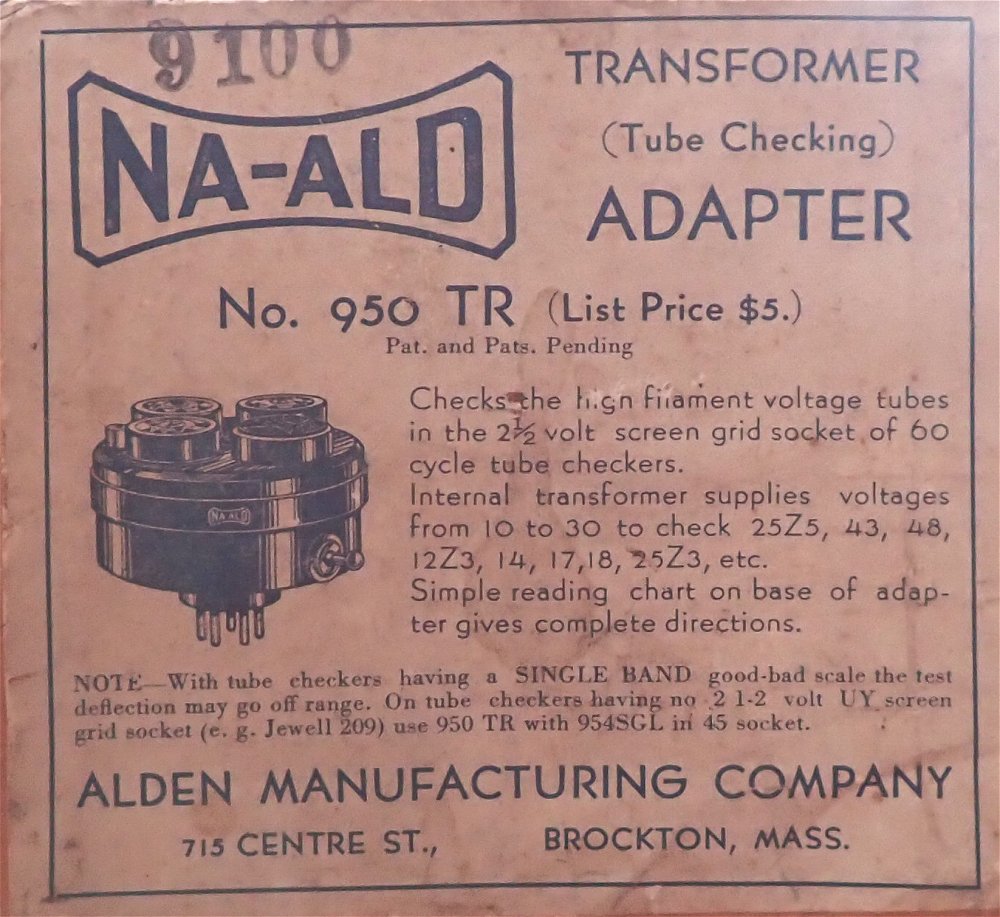 9100
NA-ALD
TRANSFORMER
(Tube Checking)
ADAPTER
No. 950 TR (List Price $5.)
Pat. and Pats. Pending
Checks the high filament voltage tubes
in the 2½ volt screen grid socket of 60
cycle tube checkers.
Internal transformer supplies voltages
from 10 to 30 to check 25Z5, 43, 48,
12Z3, 14, 17,18, 25Z3, etc.
Simple reading chart on base of adap-
ter gives complete directions.
NA-ALD
NOTE—With tube checkers having a SINGLE BAND good-bad scale the test
deflection may go off range. On tube checkers having no 2 1-2 volt UY screen
grid socket (e. g. Jewell 209) use 950 TR with 954SGL in 45 socket.
ALDEN MANUFACTURING COMPANY
715 CENTRE ST., BROCKTON, MASS.